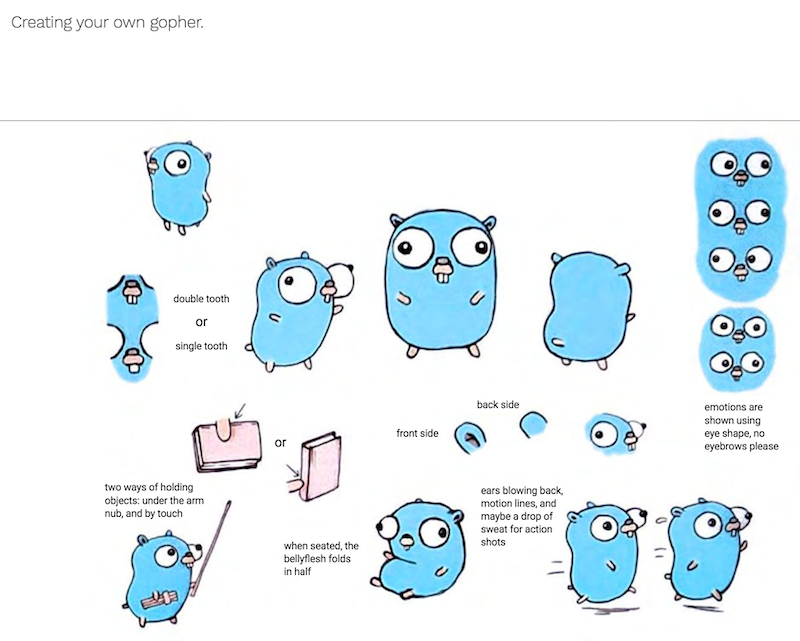 Creating your own gopher.
double tooth
or
single tooth
emotions are
shown using
eye shape, no
eyebrows please
back side
front side
or
two ways of holding
objects: under the arm
nub, and by touch
when seated, the
bellyflesh folds
in half
ears blowing back,
motion lines, and
maybe a drop of
sweat for action
shots